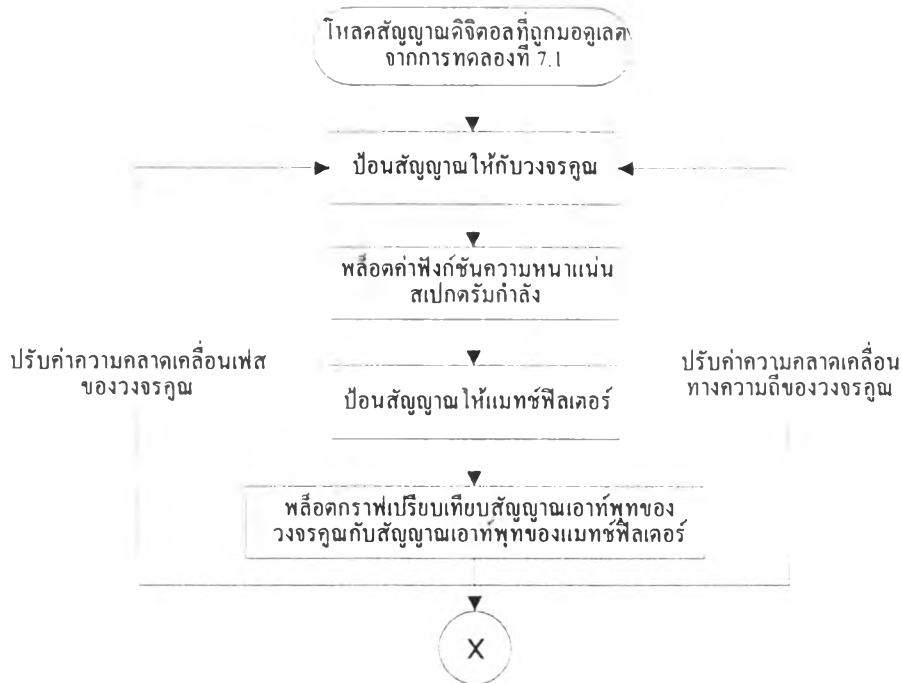 โหลดสัญญาณดิจิตอลที่ถูกมอดูเลต
จากการทดลองที่ 7.1
ป้อนสัญญาณให้กับวงจรคูณ
พล็อตค่าฟังก์ชันความหนาแน่น
สเปกตรัมกำลัง
ปรับค่าความคลาดเคลื่อนเฟส
ของวงจรคูณ
ปรับค่าความคลาดเคลื่อน
ทางความถี่ของวงจรคูณ
ป้อนสัญญาณให้แมทช์ฟิลเตอร์
พล็อตกราฟเปรียบเทียบสัญญาณเอาท์พุทของ
วงจรคูณกับสัญญาณเอาท์พุทของแมทช์ฟิลเตอร์
X